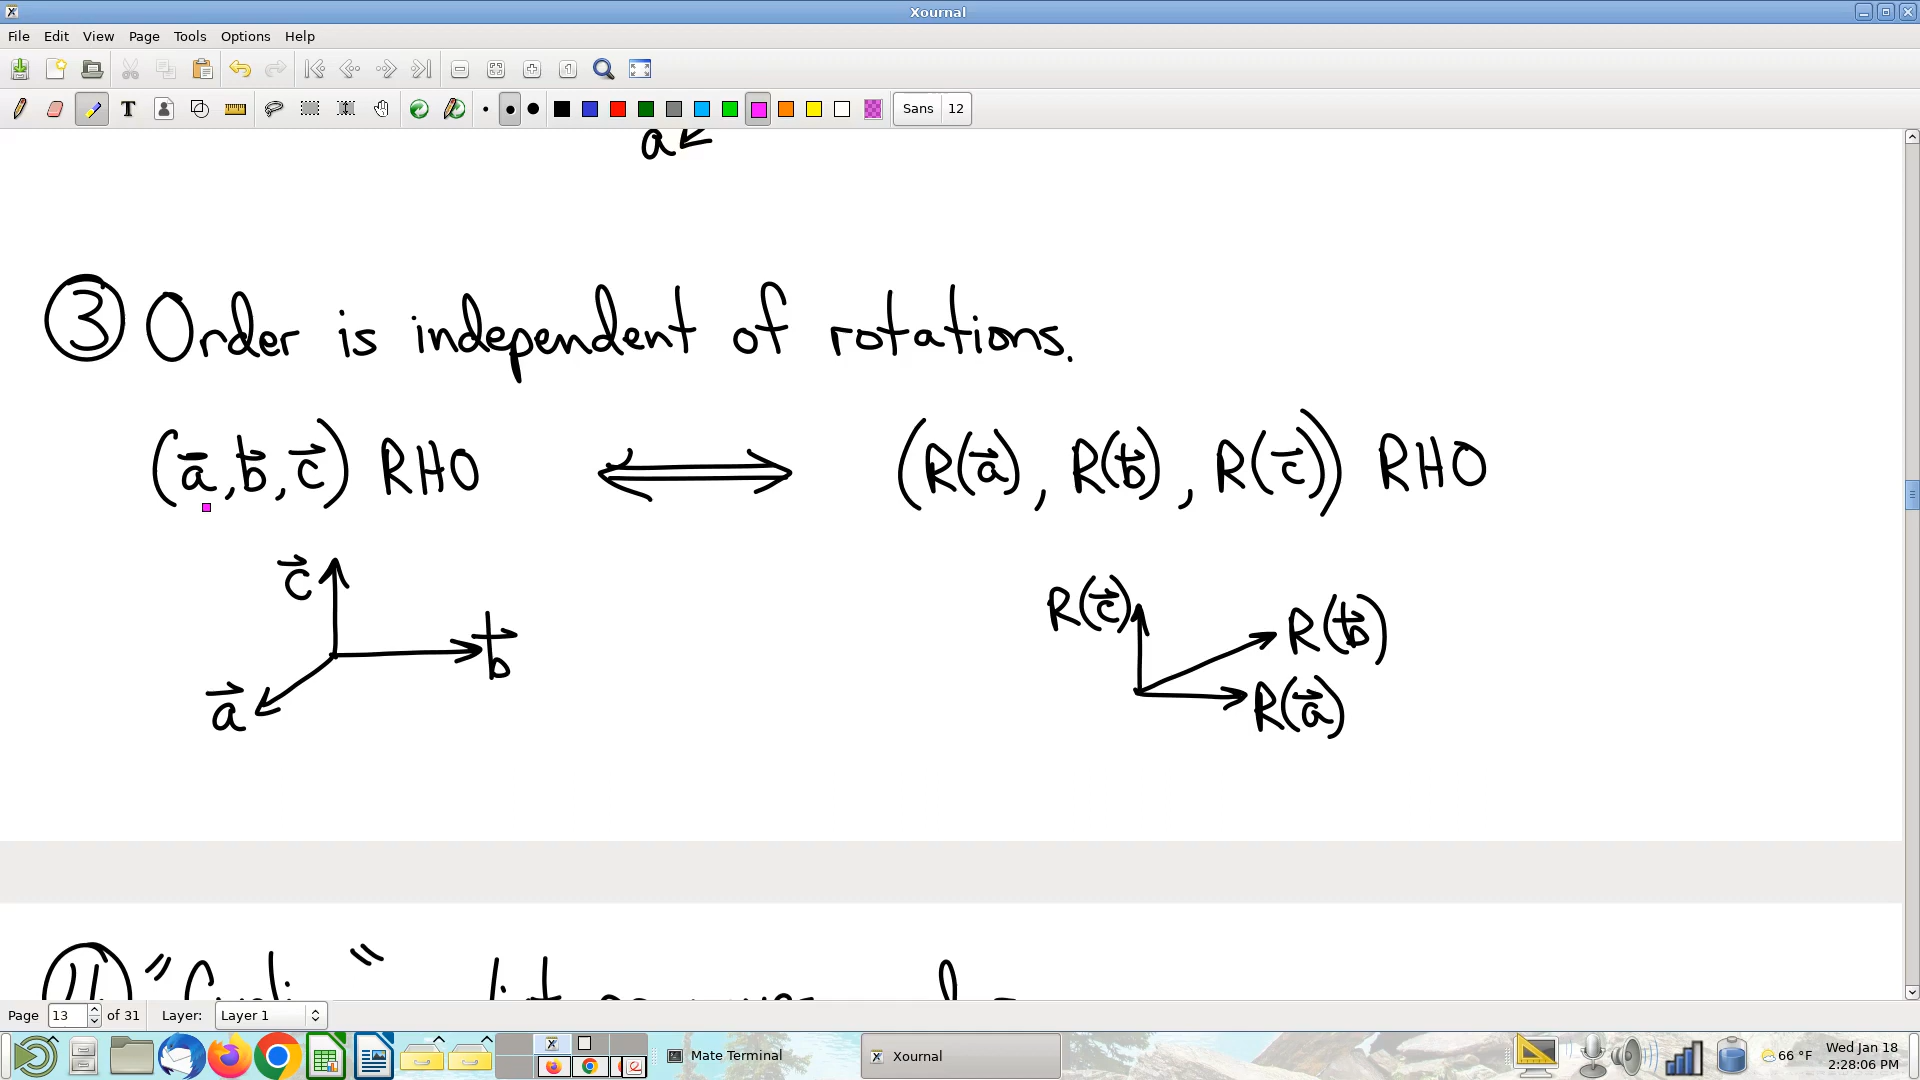 Xournal
File Edit View Page Tools Options Help
Sans 12
a
③ Order is independent of rotations.
(a⃗, b⃗, c⃗) RHO ⟺ (R(a⃗), R(b⃗), R(c⃗)) RHO
c⃗
b⃗
a⃗
R(c⃗)
R(b⃗)
R(a⃗)
Page 13 of 31 Layer: Layer 1
Mate Terminal
Xournal
66 °F
Wed Jan 18
2:28:06 PM